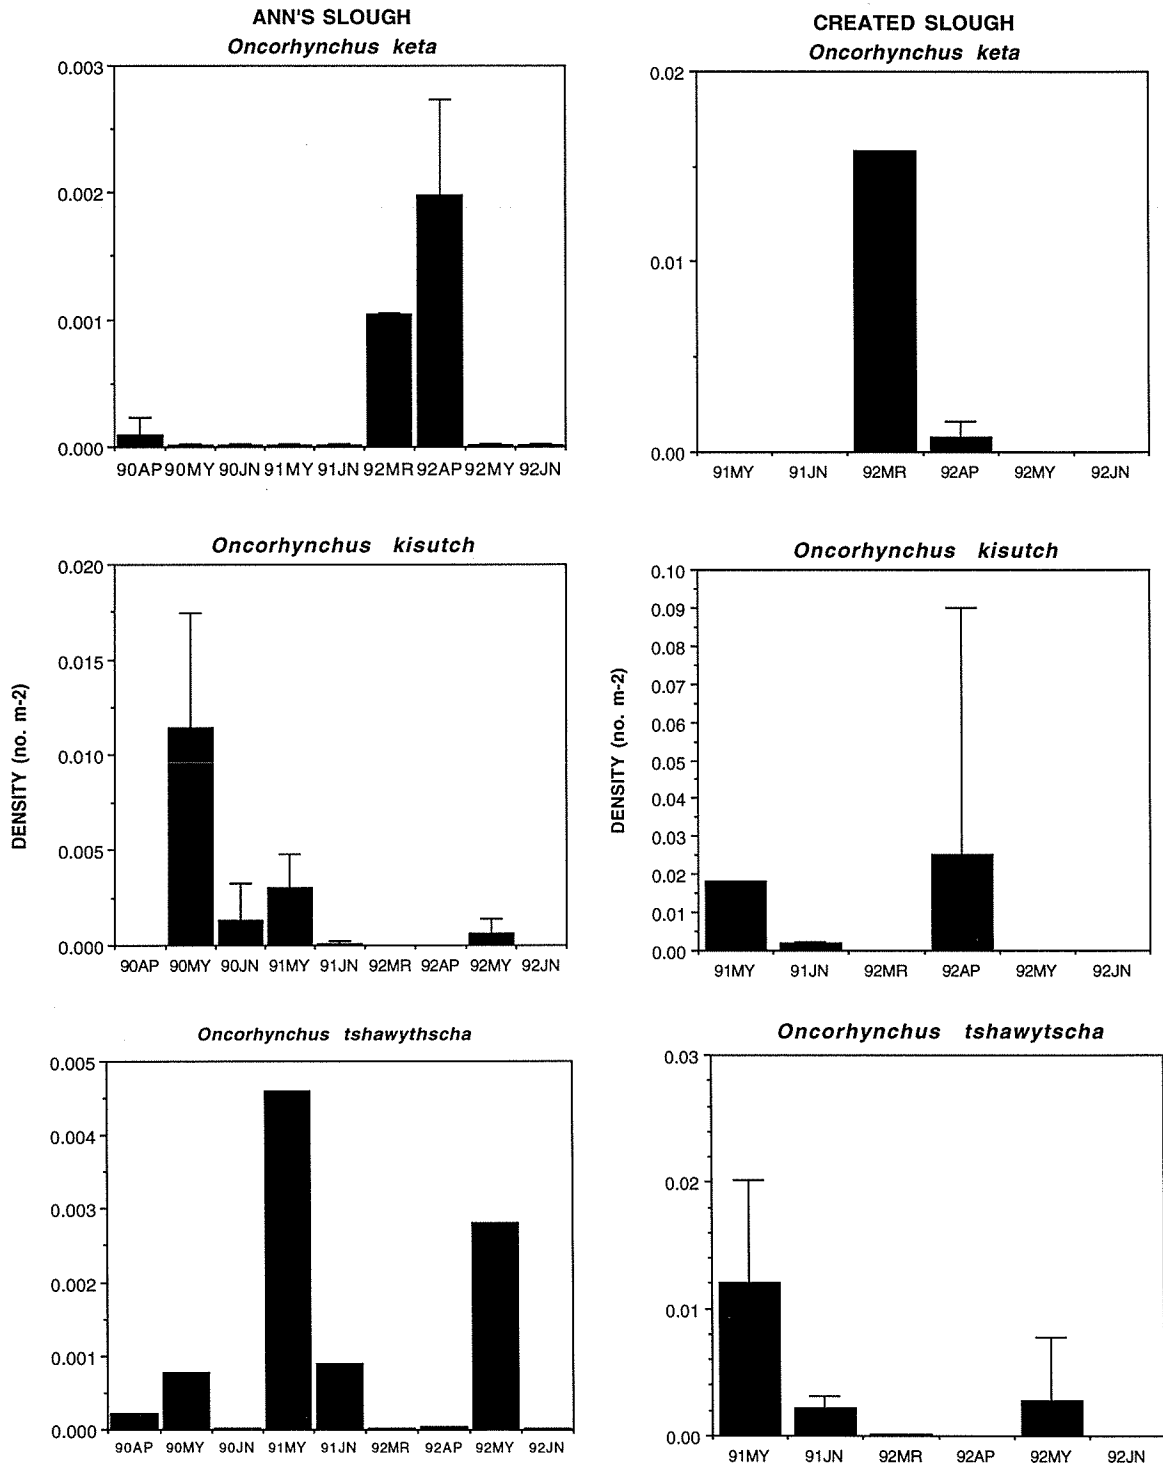 ANN'S SLOUGH
Oncorhynchus keta
0.003
0.002
0.001
0.000
90AP 90MY 90JN 91MY 91JN 92MR 92AP 92MY 92JN
CREATED SLOUGH
Oncorhynchus keta
0.02
0.01
0.00
91MY 91JN 92MR 92AP 92MY 92JN
Oncorhynchus kisutch
DENSITY (no. m-2)
0.020
0.015
0.010
0.005
0.000
90AP 90MY 90JN 91MY 91JN 92MR 92AP 92MY 92JN
Oncorhynchus kisutch
DENSITY (no. m-2)
0.10
0.09
0.08
0.07
0.06
0.05
0.04
0.03
0.02
0.01
0.00
91MY 91JN 92MR 92AP 92MY 92JN
Oncorhynchus tshawythscha
0.005
0.004
0.003
0.002
0.001
0.000
90AP 90MY 90JN 91MY 91JN 92MR 92AP 92MY 92JN
Oncorhynchus tshawytscha
0.03
0.02
0.01
0.00
91MY 91JN 92MR 92AP 92MY 92JN